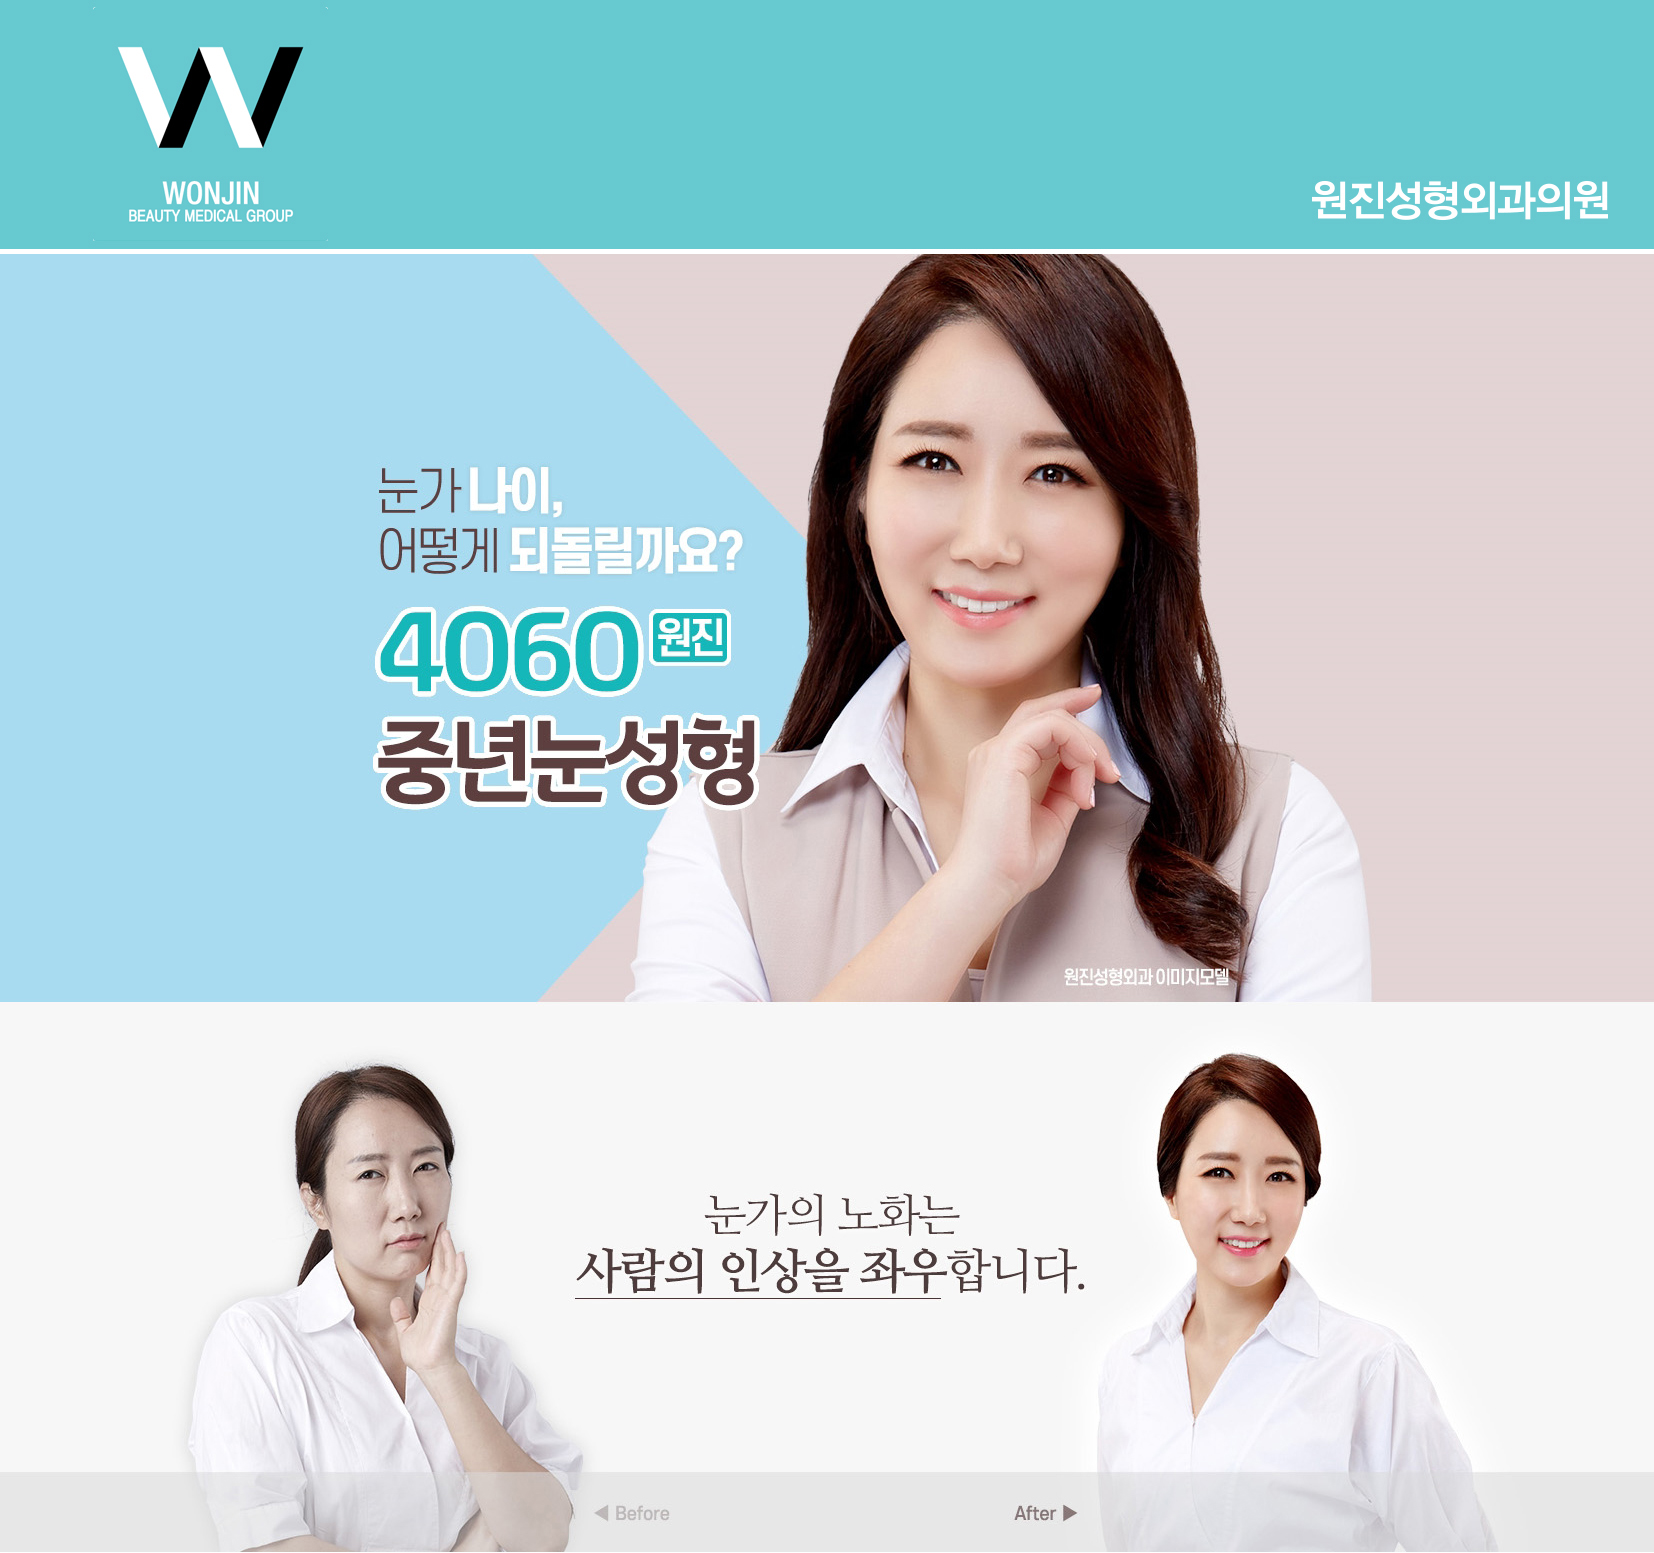 W
WONJIN
BEAUTY MEDICAL GROUP
원진성형외과의원
눈가 나이,
어떻게 되돌릴까요?
4060 원진
중년눈성형
원진성형외과 이미지모델
눈가의 노화는
사람의 인상을 좌우합니다.
◀ Before
After ▶